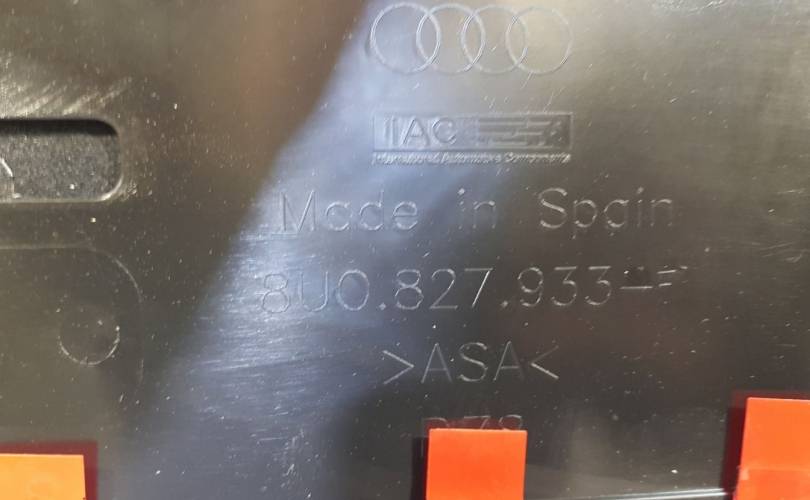 IAC
International Automotive Components
Made in Spain
8U0.827.933
>ASA<